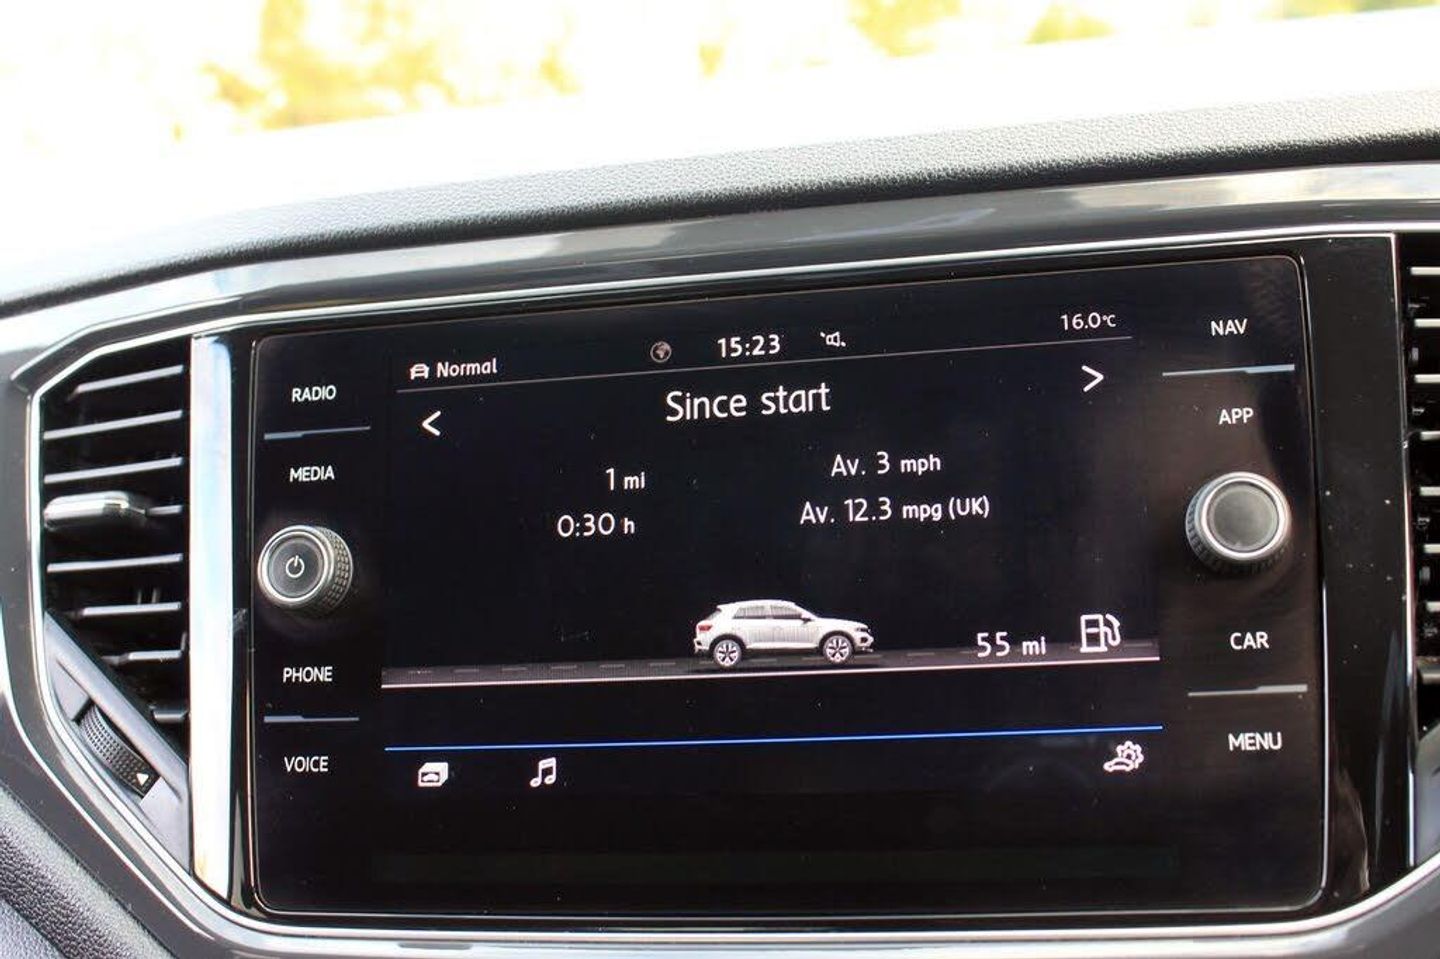 Normal
15:23
16.0°C
< Since start >
1 mi
Av. 3 mph
0:30 h
Av. 12.3 mpg (UK)
55 mi
RADIO
MEDIA
PHONE
VOICE
NAV
APP
CAR
MENU